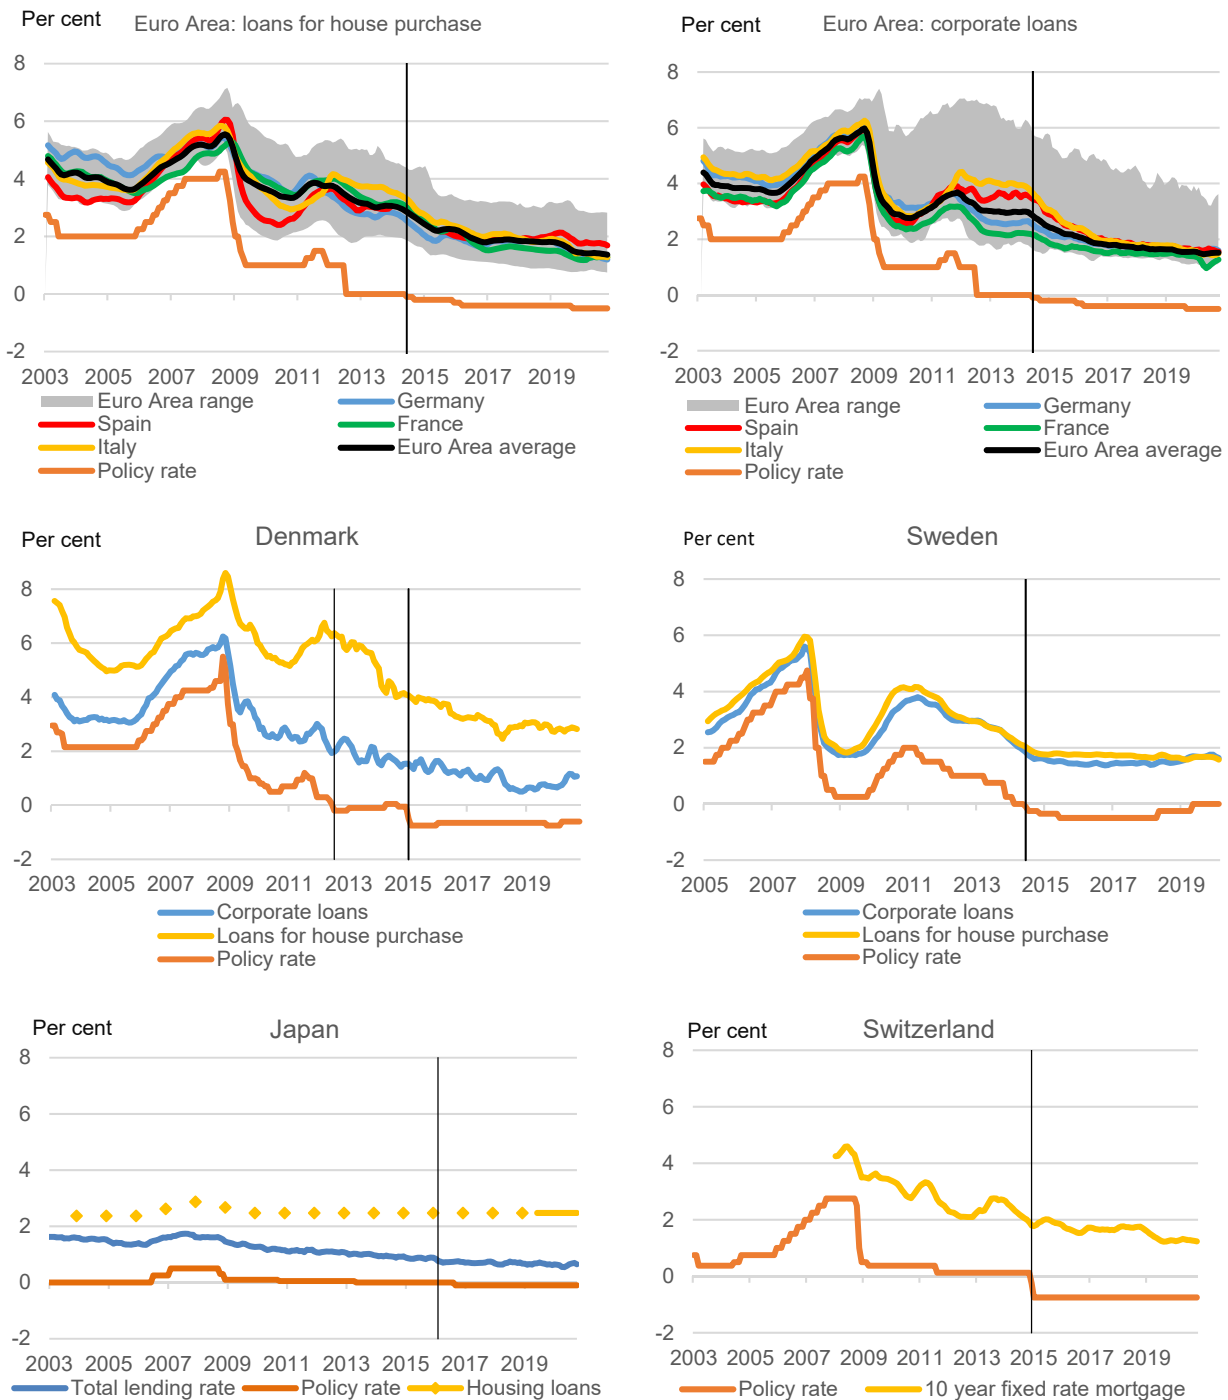 Per cent
Euro Area: loans for house purchase
8
6
4
2
0
-2
2003 2005 2007 2009 2011 2013 2015 2017 2019
Euro Area range
Germany
Spain
France
Italy
Euro Area average
Policy rate
Per cent
Euro Area: corporate loans
8
6
4
2
0
-2
2003 2005 2007 2009 2011 2013 2015 2017 2019
Euro Area range
Germany
Spain
France
Italy
Euro Area average
Policy rate
Per cent
Denmark
8
6
4
2
0
-2
2003 2005 2007 2009 2011 2013 2015 2017 2019
Corporate loans
Loans for house purchase
Policy rate
Per cent
Sweden
8
6
4
2
0
-2
2005 2007 2009 2011 2013 2015 2017 2019
Corporate loans
Loans for house purchase
Policy rate
Per cent
Japan
8
6
4
2
0
-2
2003 2005 2007 2009 2011 2013 2015 2017 2019
Total lending rate Policy rate Housing loans
Per cent
Switzerland
8
6
4
2
0
-2
2003 2005 2007 2009 2011 2013 2015 2017 2019
Policy rate 10 year fixed rate mortgage